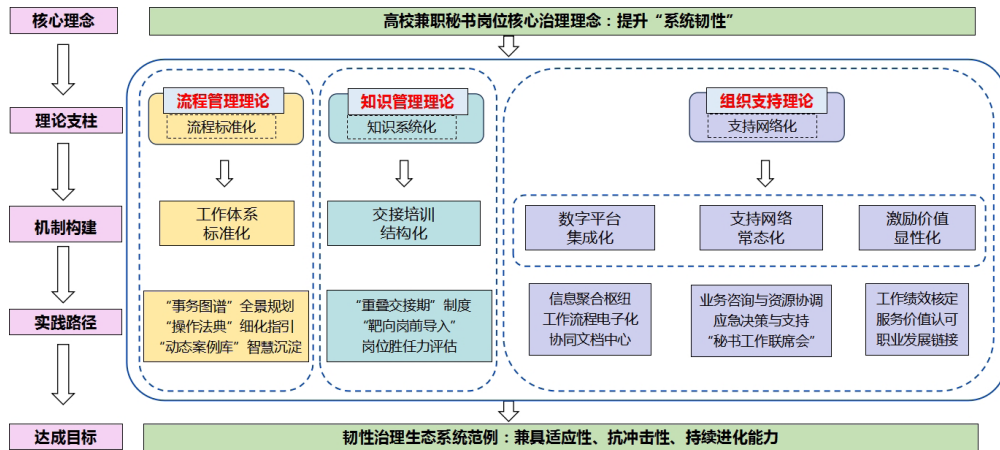 核心理念
高校兼职秘书岗位核心治理理念：提升“系统韧性”
理论支柱
流程管理理论
流程标准化
知识管理理论
知识系统化
组织支持理论
支持网络化
机制构建
工作体系
标准化
交接培训
结构化
数字平台
集成化
支持网络
常态化
激励价值
显性化
实践路径
“事务图谱”全景规划
“操作法典”细化指引
“动态案例库”智慧沉淀
“重叠交接期”制度
“靶向岗前导入”
岗位胜任力评估
信息聚合枢纽
工作流程电子化
协同文档中心
业务咨询与资源协调
应急决策与支持
“秘书工作联席会”
工作绩效核定
服务价值认可
职业发展链接
达成目标
韧性治理生态系统范例：兼具适应性、抗冲击性、持续进化能力